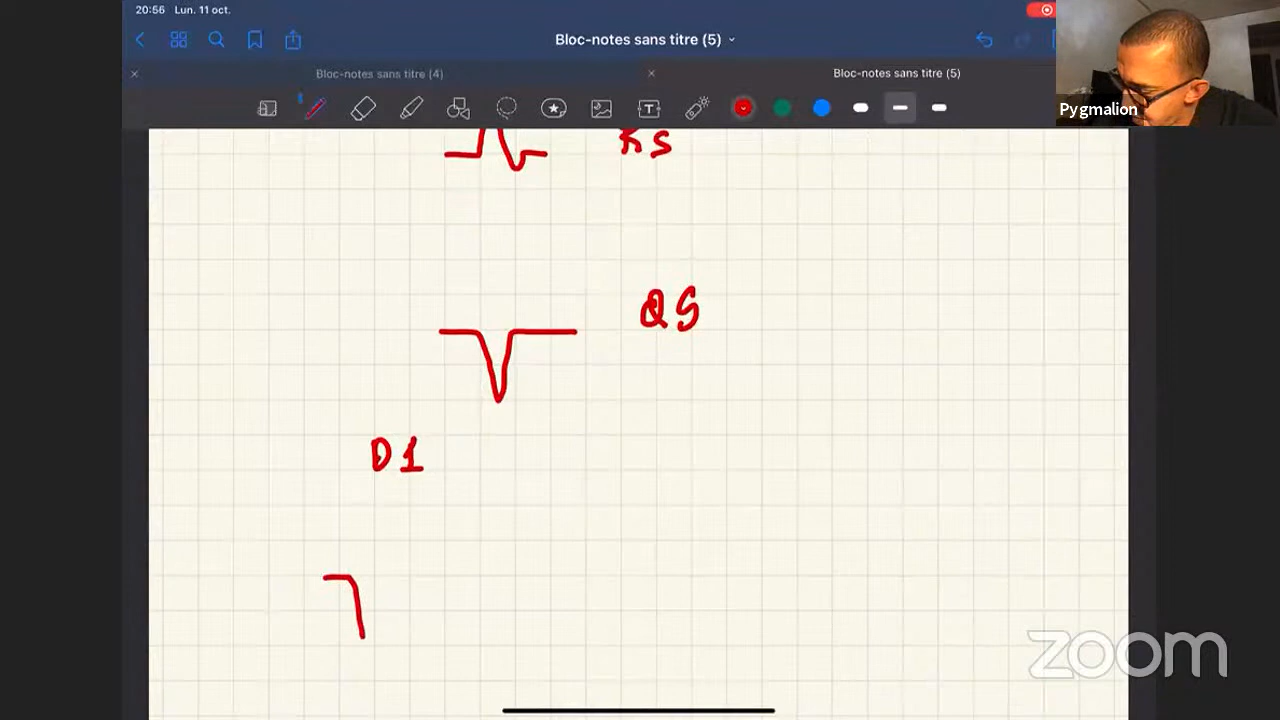 20:56 Lun. 11 oct.
Bloc-notes sans titre (5)
Bloc-notes sans titre (4)
Bloc-notes sans titre (5)
Pygmalion
RS
QS
D1
zoom